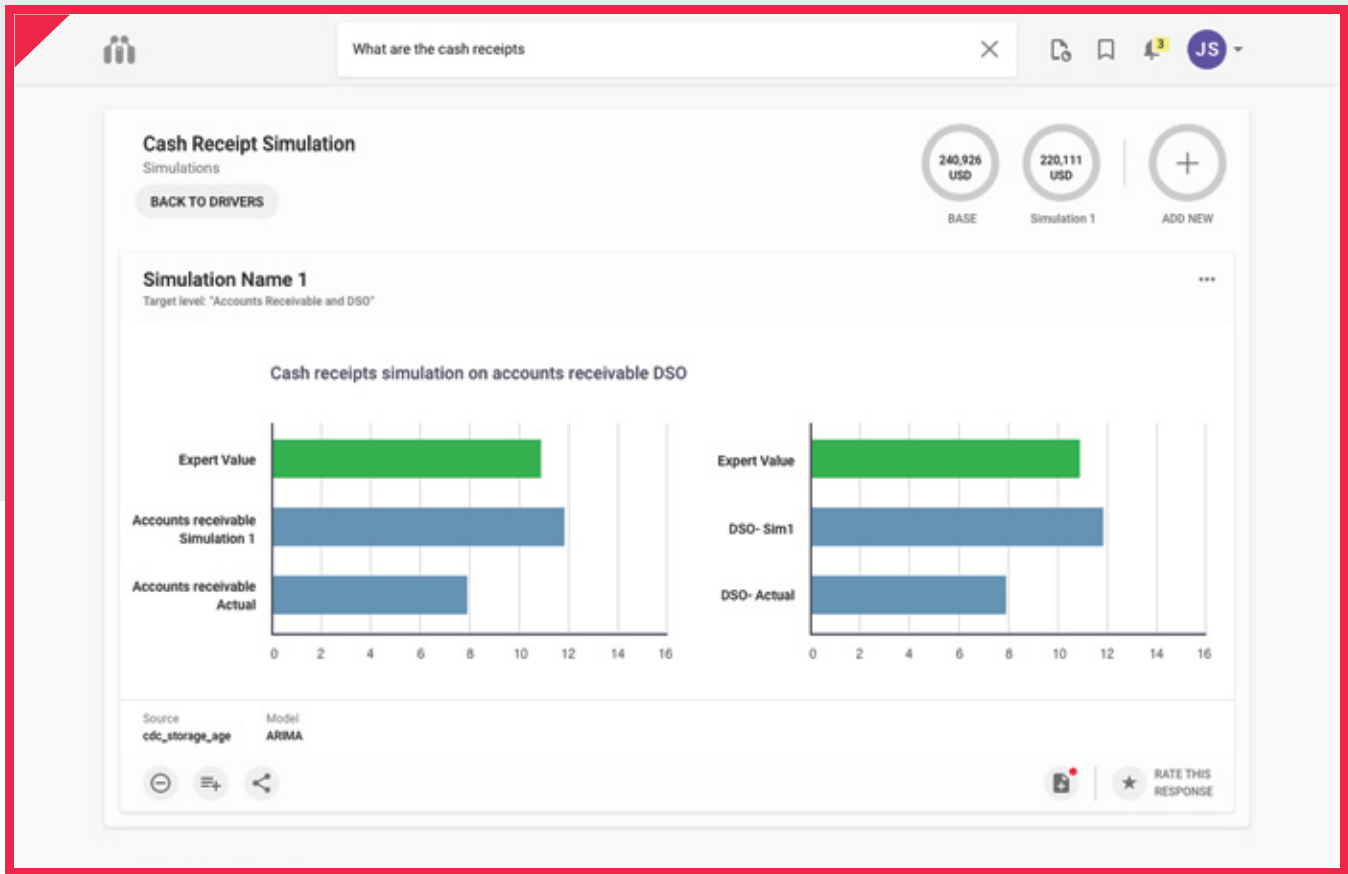 What are the cash receipts
3
JS
Cash Receipt Simulation
Simulations
BACK TO DRIVERS
240,926
USD
BASE
220,111
USD
Simulation 1
ADD NEW
Simulation Name 1
Target level: "Accounts Receivable and DSO"
Cash receipts simulation on accounts receivable DSO
Expert Value
Accounts receivable
Simulation 1
Accounts receivable
Actual
0 2 4 6 8 10 12 14 16
Expert Value
DSO- Sim1
DSO- Actual
0 2 4 6 8 10 12 14 16
Source
cdc_storage_age
Model
ARIMA
RATE THIS
RESPONSE